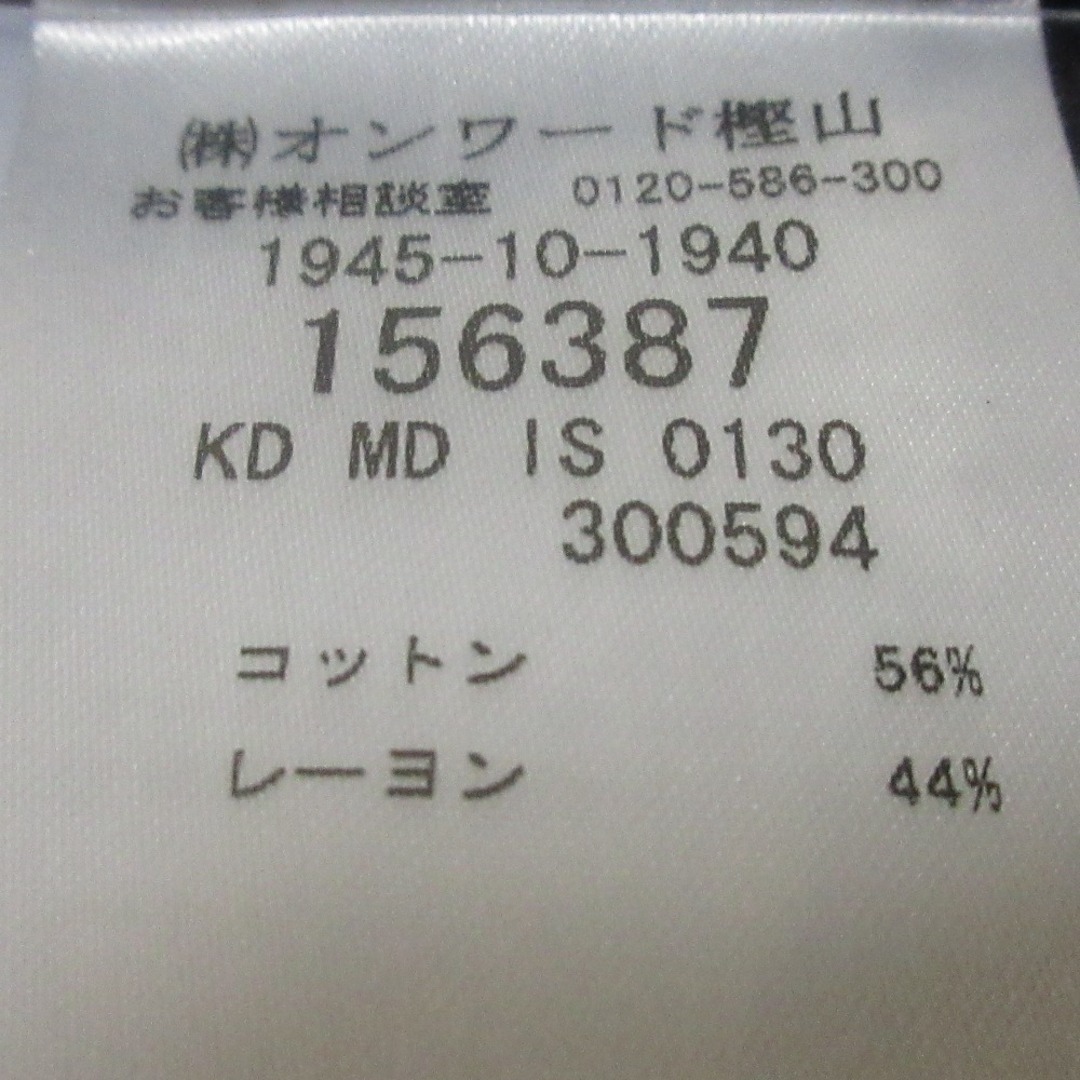 ㈱オンワード樫山
お客様相談室 0120-586-300
1945-10-1940
156387
KD MD IS 0130
300594
コットン 56%
レーヨン 44%